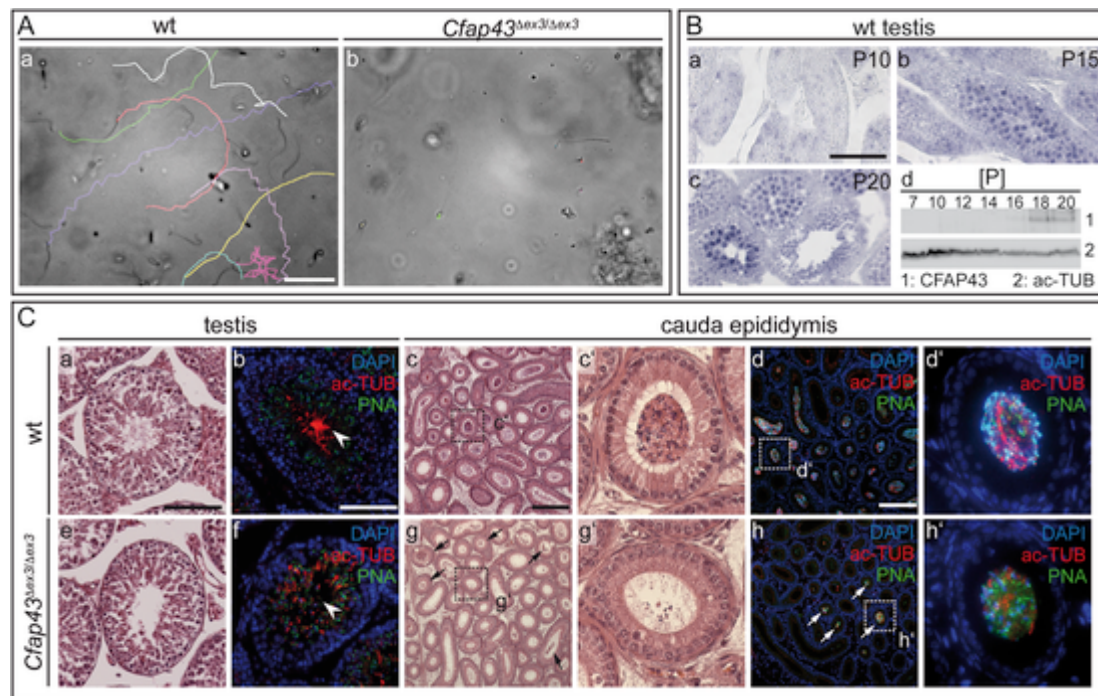 A
wt
Cfap43Δex3/Δex3
a
b
B
wt testis
a
P10
b
P15
c
P20
d
[P]
7 10 12 14 16 18 20
1
2
1: CFAP43 2: ac-TUB
C
testis
cauda epididymis
wt
a
b
DAPI
ac-TUB
PNA
c
c'
c'
d
DAPI
ac-TUB
PNA
d'
d'
DAPI
ac-TUB
PNA
Cfap43Δex3/Δex3
e
f
DAPI
ac-TUB
PNA
g
g'
g'
h
DAPI
ac-TUB
PNA
h'
h'
DAPI
ac-TUB
PNA